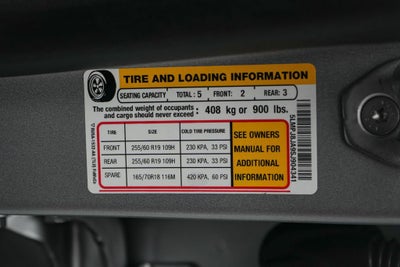 TIRE AND LOADING INFORMATION
SEATING CAPACITY TOTAL: 5 FRONT: 2 REAR: 3
The combined weight of occupants and cargo should never exceed: 408 kg or 900 lbs.
TIRE SIZE COLD TIRE PRESSURE
FRONT 255/60 R19 109H 230 KPA, 33 PSI
REAR 255/60 R19 109H 230 KPA, 33 PSI
SPARE 165/70R18 116M 420 KPA, 60 PSI
SEE OWNERS
MANUAL FOR
ADDITIONAL
INFORMATION